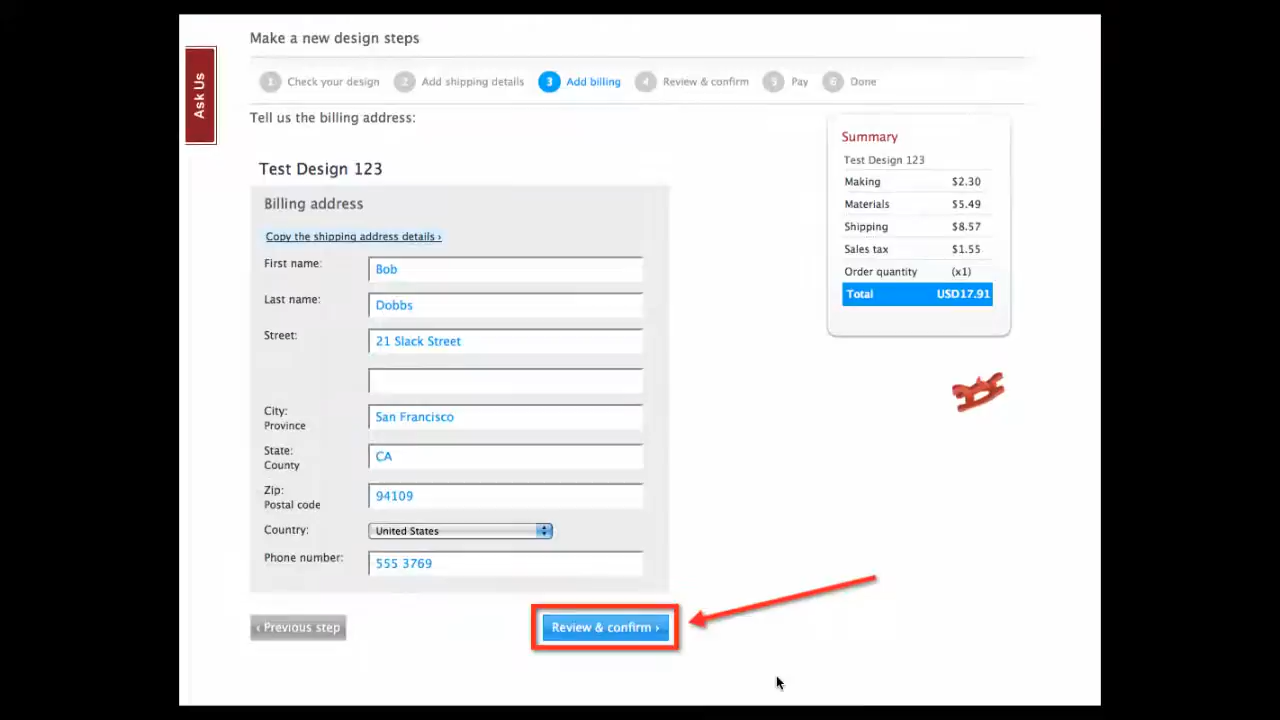 Make a new design steps
Ask Us
1 Check your design 2 Add shipping details 3 Add billing 4 Review & confirm 5 Pay 6 Done
Tell us the billing address:
Test Design 123
Billing address
Copy the shipping address details ›
First name: Bob
Last name: Dobbs
Street: 21 Slack Street
City: San Francisco
Province
State: CA
County
Zip: 94109
Postal code
Country: United States
Phone number: 555 3769
‹ Previous step
Review & confirm ›
Summary
Test Design 123
Making $2.30
Materials $5.49
Shipping $8.57
Sales tax $1.55
Order quantity (x1)
Total USD17.91